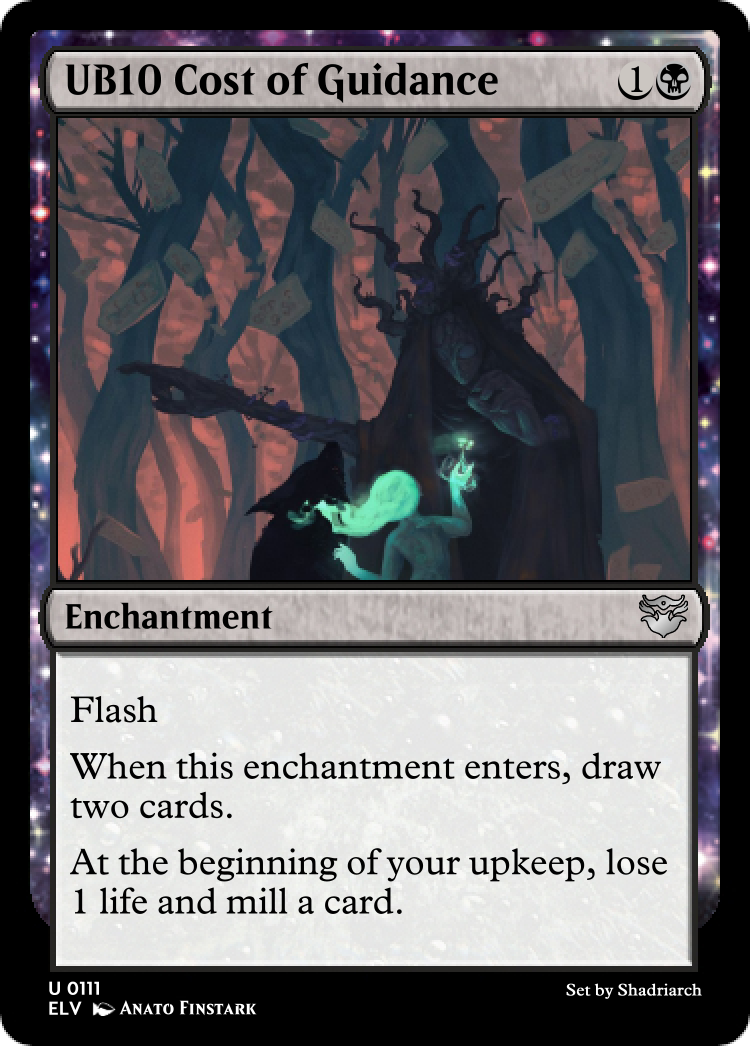 UB10 Cost of Guidance 1
Enchantment
Flash
When this enchantment enters, draw
two cards.
At the beginning of your upkeep, lose
1 life and mill a card.
U 0111
ELV Anato Finstark
Set by Shadriarch